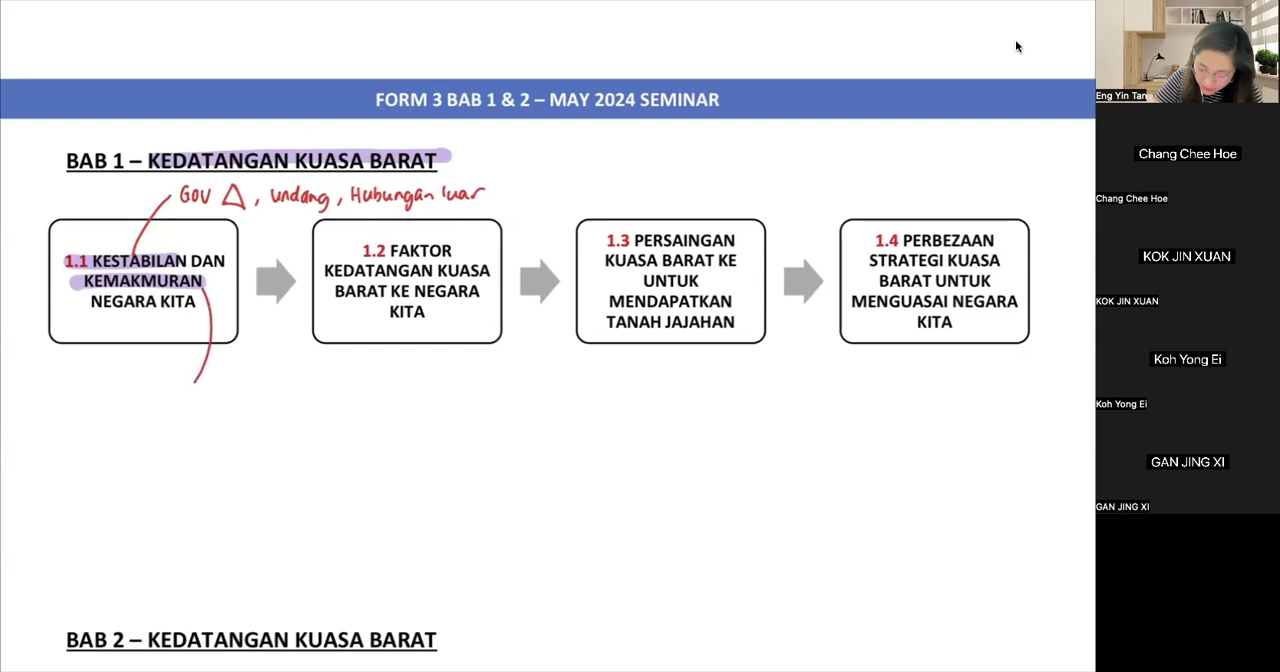 FORM 3 BAB 1 & 2 – MAY 2024 SEMINAR
BAB 1 – KEDATANGAN KUASA BARAT
Gov △, undang, Hubungan luar
1.1 KESTABILAN DAN
KEMAKMURAN
NEGARA KITA
1.2 FAKTOR
KEDATANGAN KUASA
BARAT KE NEGARA
KITA
1.3 PERSAINGAN
KUASA BARAT KE
UNTUK
MENDAPATKAN
TANAH JAJAHAN
1.4 PERBEZAAN
STRATEGI KUASA
BARAT UNTUK
MENGUASAI NEGARA
KITA
BAB 2 – KEDATANGAN KUASA BARAT
Eng Yin Tan
Chang Chee Hoe
Chang Chee Hoe
KOK JIN XUAN
KOK JIN XUAN
Koh Yong Ei
Koh Yong Ei
GAN JING XI
GAN JING XI